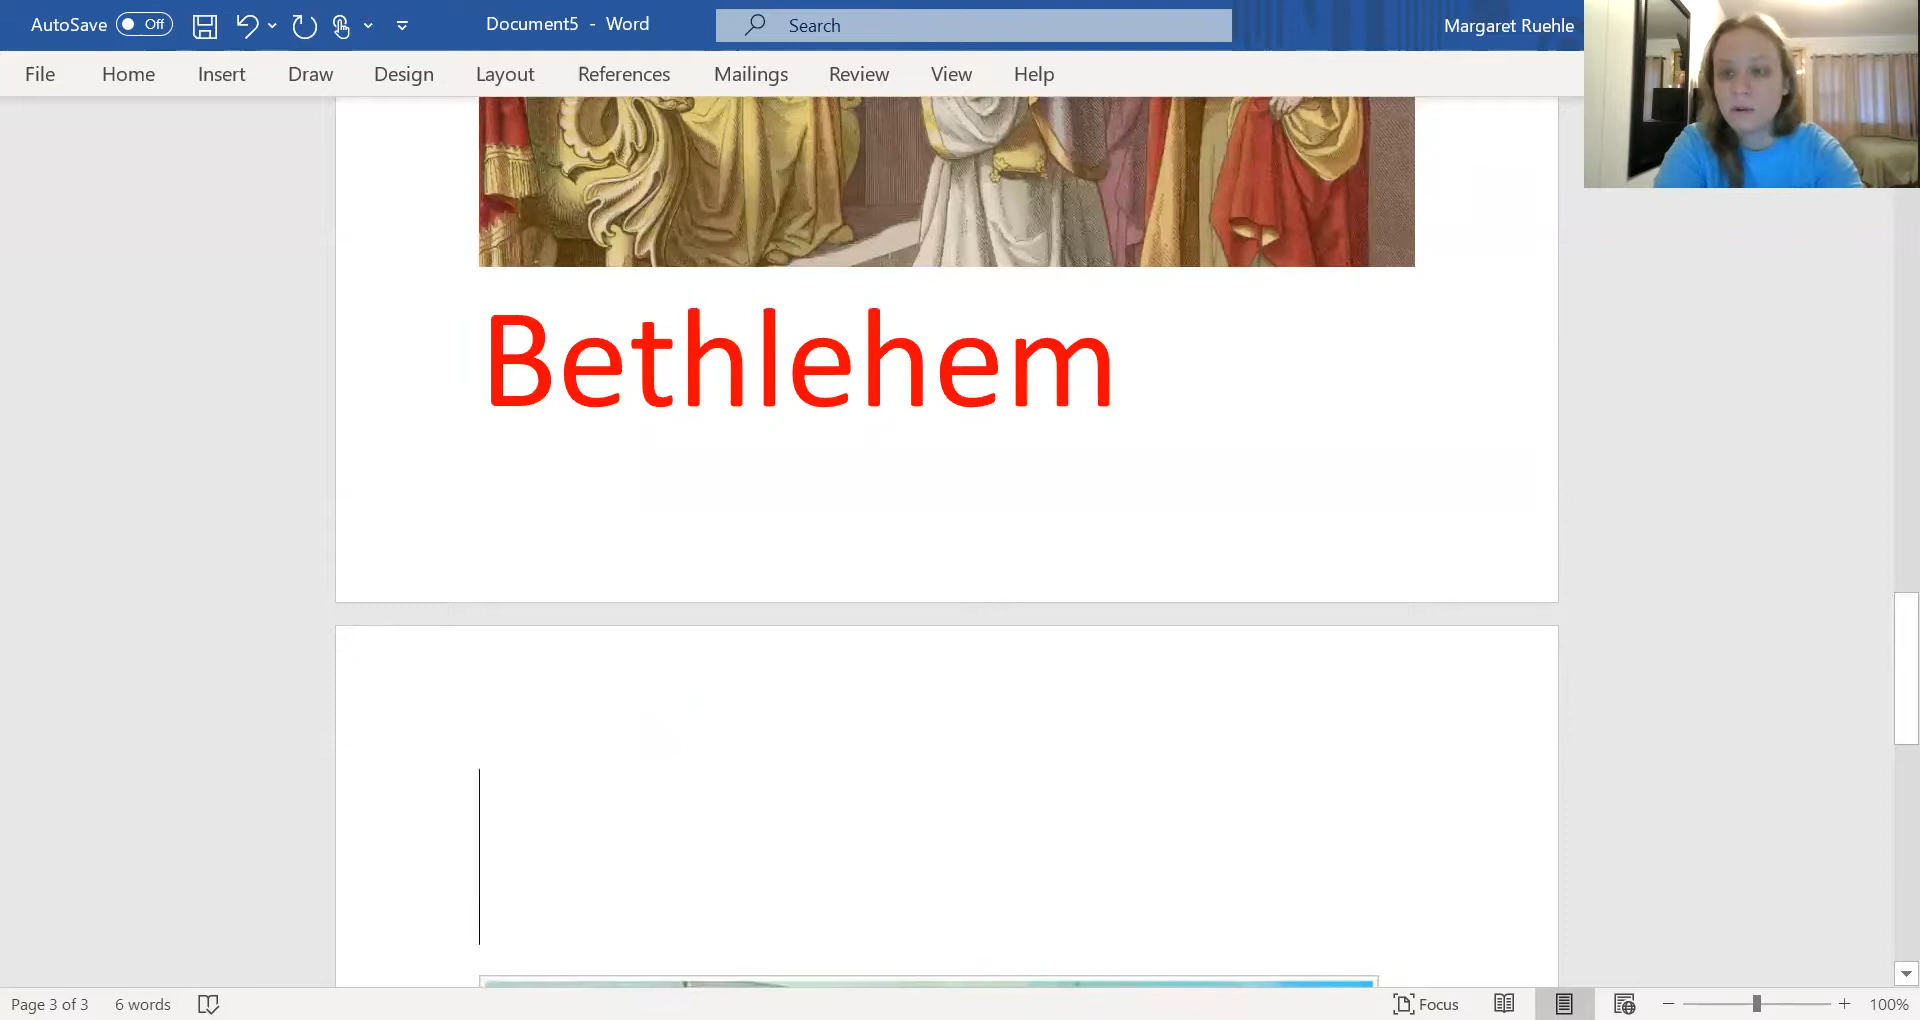 AutoSave Off Document5 - Word Search Margaret Ruehle
File Home Insert Draw Design Layout References Mailings Review View Help
Bethlehem
Page 3 of 3 6 words Focus 100%